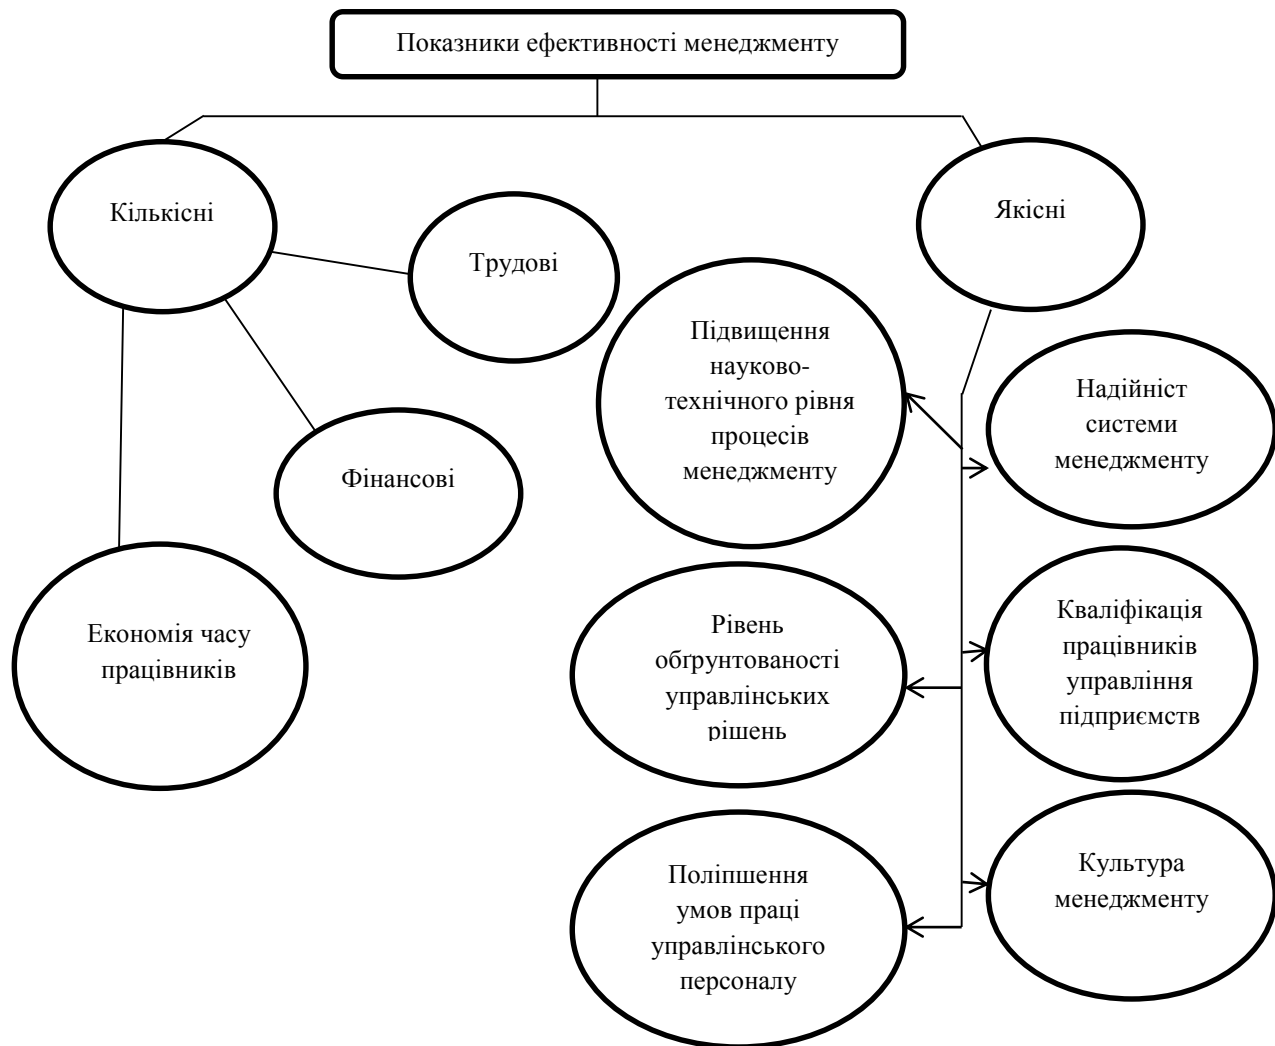 Показники ефективності менеджменту
Кількісні
Якісні
Трудові
Фінансові
Економія часу
працівників
Підвищення
науково-
технічного рівня
процесів
менеджменту
Надійніст
системи
менеджменту
Рівень
обґрунтованості
управлінських
рішень
Кваліфікація
працівників
управління
підприємств
Поліпшення
умов праці
управлінського
персоналу
Культура
менеджменту